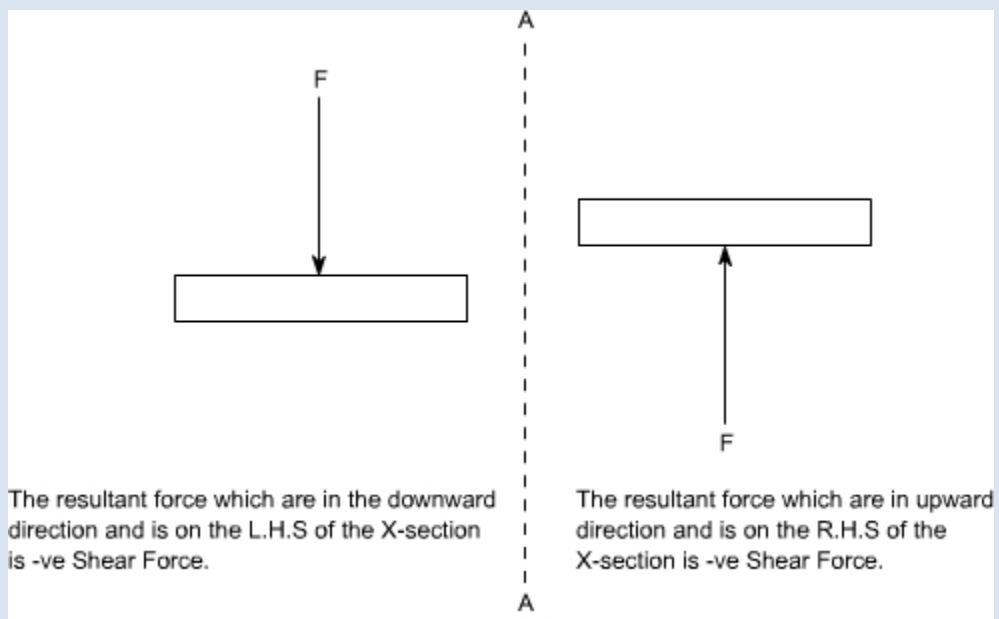 A
F
F
The resultant force which are in the downward
direction and is on the L.H.S of the X-section
is -ve Shear Force.
The resultant force which are in upward
direction and is on the R.H.S of the
X-section is -ve Shear Force.
A